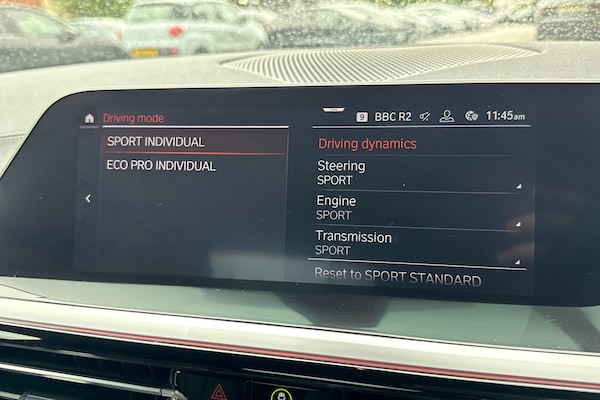 Driving mode
9 BBC R2 11:45am
SPORT INDIVIDUAL
ECO PRO INDIVIDUAL
Driving dynamics
Steering
SPORT
Engine
SPORT
Transmission
SPORT
Reset to SPORT STANDARD